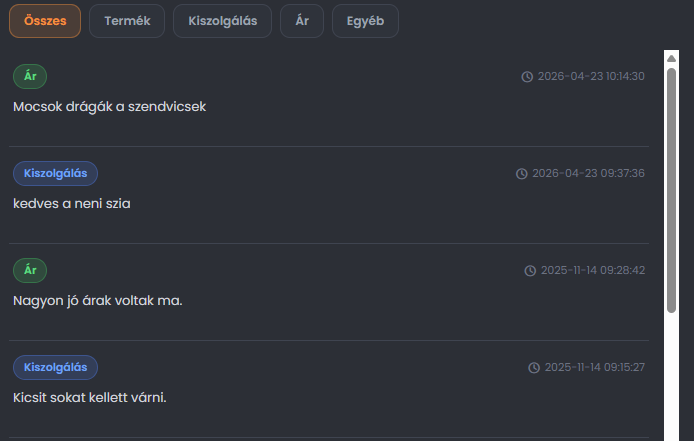 Összes Termék Kiszolgálás Ár Egyéb
Ár 2026-04-23 10:14:30
Mocsok drágák a szendvicsek
Kiszolgálás 2026-04-23 09:37:36
kedves a neni szia
Ár 2025-11-14 09:28:42
Nagyon jó árak voltak ma.
Kiszolgálás 2025-11-14 09:15:27
Kicsit sokat kellett várni.